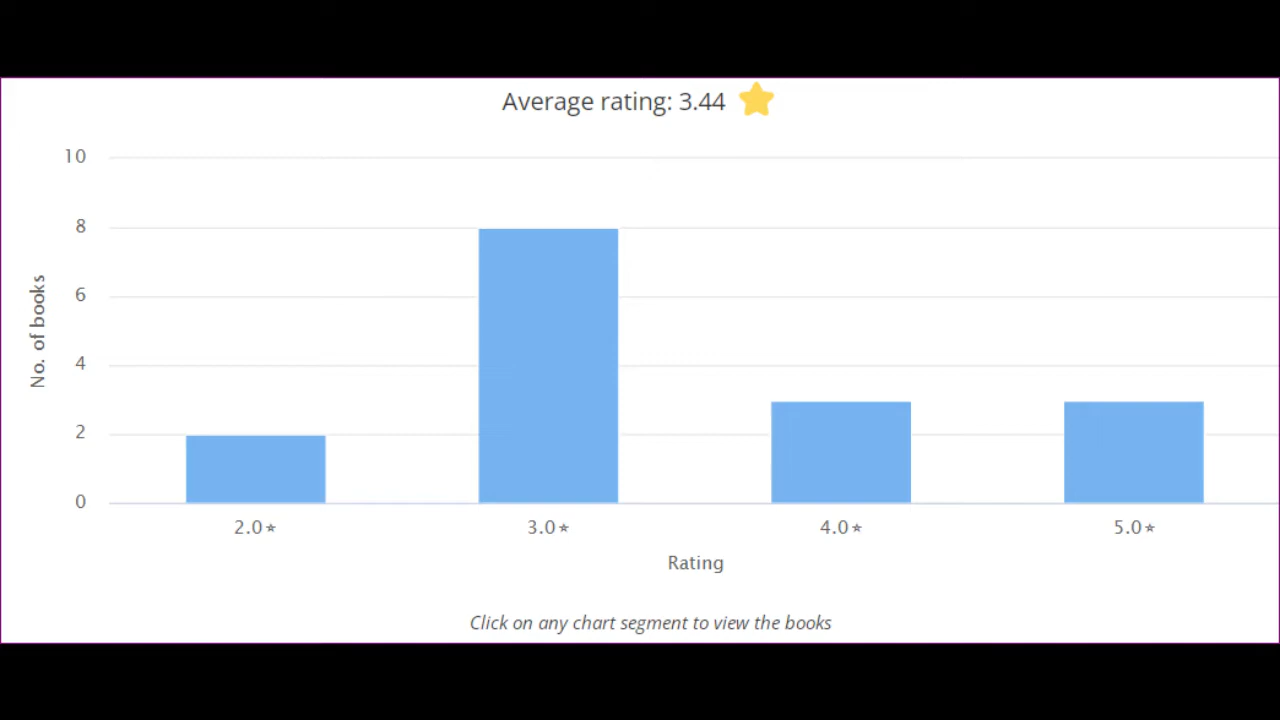 Average rating: 3.44
10
8
6
4
2
0
No. of books
2.0★
3.0★
4.0★
5.0★
Rating
Click on any chart segment to view the books